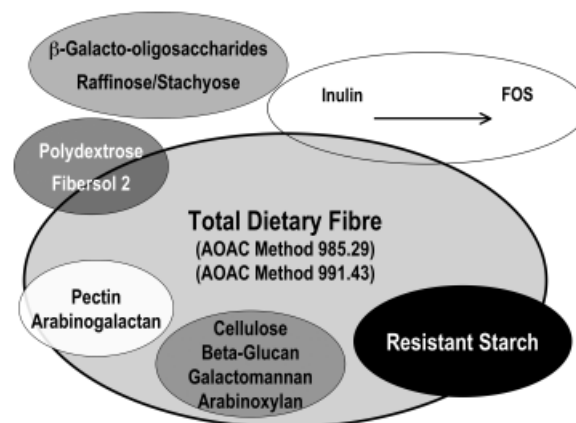 β-Galacto-oligosaccharides
Raffinose/Stachyose
Inulin
FOS
Polydextrose
Fibersol 2
Total Dietary Fibre
(AOAC Method 985.29)
(AOAC Method 991.43)
Pectin
Arabinogalactan
Cellulose
Beta-Glucan
Galactomannan
Arabinoxylan
Resistant Starch